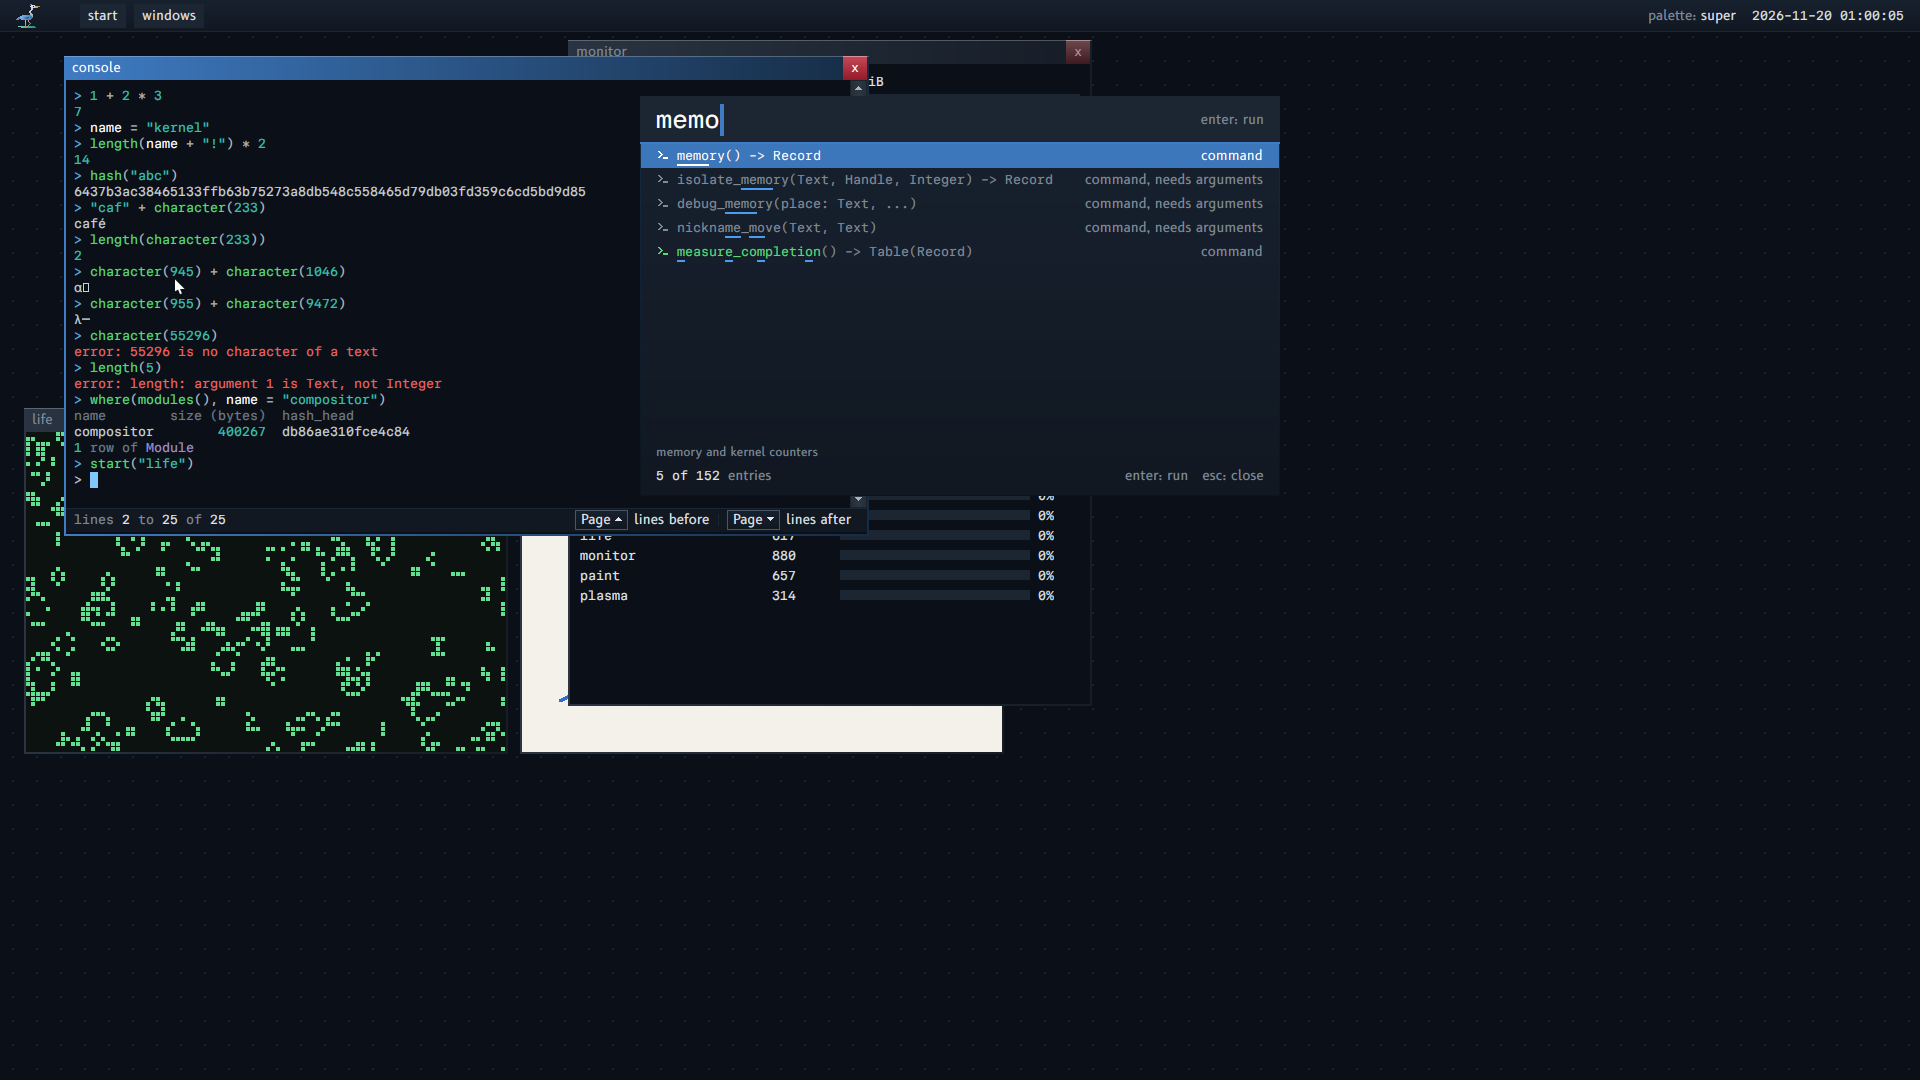 start windows palette: super 2026-11-20 01:00:05
monitor x
console x
iB
> 1 + 2 * 3
7
> name = "kernel"
> length(name + "!") * 2
14
> hash("abc")
6437b3ac38465133ffb63b75273a8db548c558465d79db03fd359c6cd5bd9d85
> "caf" + character(233)
café
> length(character(233))
2
> character(945) + character(1046)
α▯
> character(955) + character(9472)
λ─
> character(55296)
error: 55296 is no character of a text
> length(5)
error: length: argument 1 is Text, not Integer
> where(modules(), name = "compositor")
name size (bytes) hash_head
compositor 400267 db86ae310fce4c84
1 row of Module
> start("life")
>
lines 2 to 25 of 25 Page lines before Page lines after
memo enter: run
>_ memory() -> Record command
>_ isolate_memory(Text, Handle, Integer) -> Record command, needs arguments
>_ debug_memory(place: Text, ...) command, needs arguments
>_ nickname_move(Text, Text) command, needs arguments
>_ measure_completion() -> Table(Record) command
memory and kernel counters
5 of 152 entries enter: run esc: close
life
0%
0%
life 617 0%
monitor 880 0%
paint 657 0%
plasma 314 0%